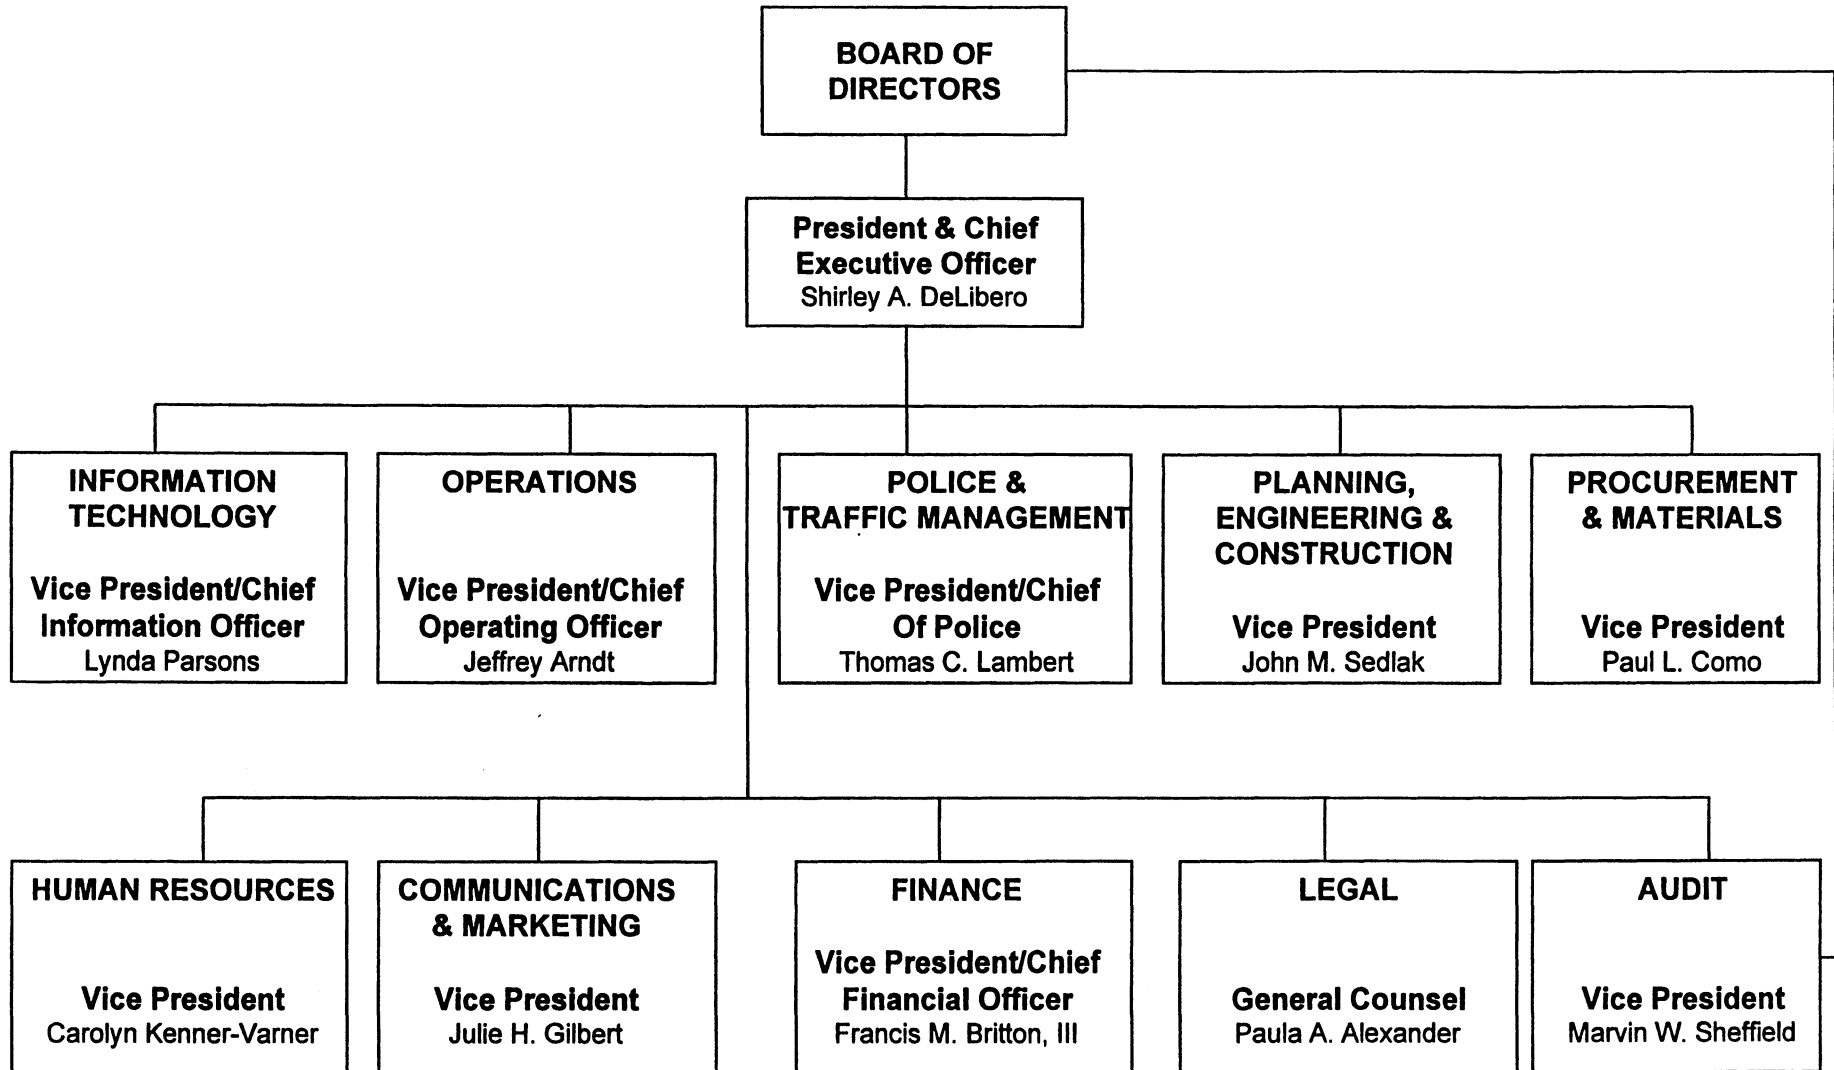 BOARD OF
DIRECTORS
President & Chief
Executive Officer
Shirley A. DeLibero
INFORMATION
TECHNOLOGY
Vice President/Chief
Information Officer
Lynda Parsons
OPERATIONS
Vice President/Chief
Operating Officer
Jeffrey Arndt
POLICE &
TRAFFIC MANAGEMENT
Vice President/Chief
Of Police
Thomas C. Lambert
PLANNING,
ENGINEERING &
CONSTRUCTION
Vice President
John M. Sedlak
PROCUREMENT
& MATERIALS
Vice President
Paul L. Como
HUMAN RESOURCES
Vice President
Carolyn Kenner-Varner
COMMUNICATIONS
& MARKETING
Vice President
Julie H. Gilbert
FINANCE
Vice President/Chief
Financial Officer
Francis M. Britton, III
LEGAL
General Counsel
Paula A. Alexander
AUDIT
Vice President
Marvin W. Sheffield